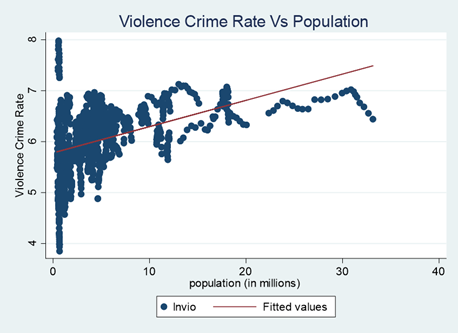 Violence Crime Rate Vs Population
Violence Crime Rate
8
7
6
5
4
0 10 20 30 40
population (in millions)
lnvio Fitted values